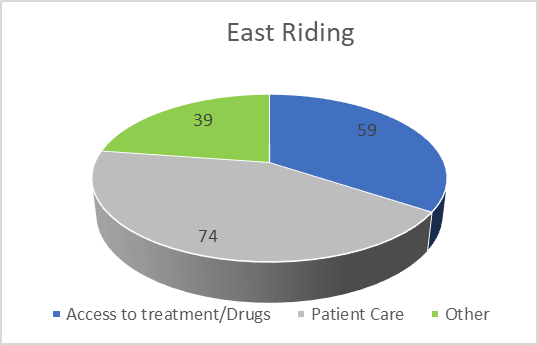 East Riding
39
59
74
Access to treatment/Drugs Patient Care Other